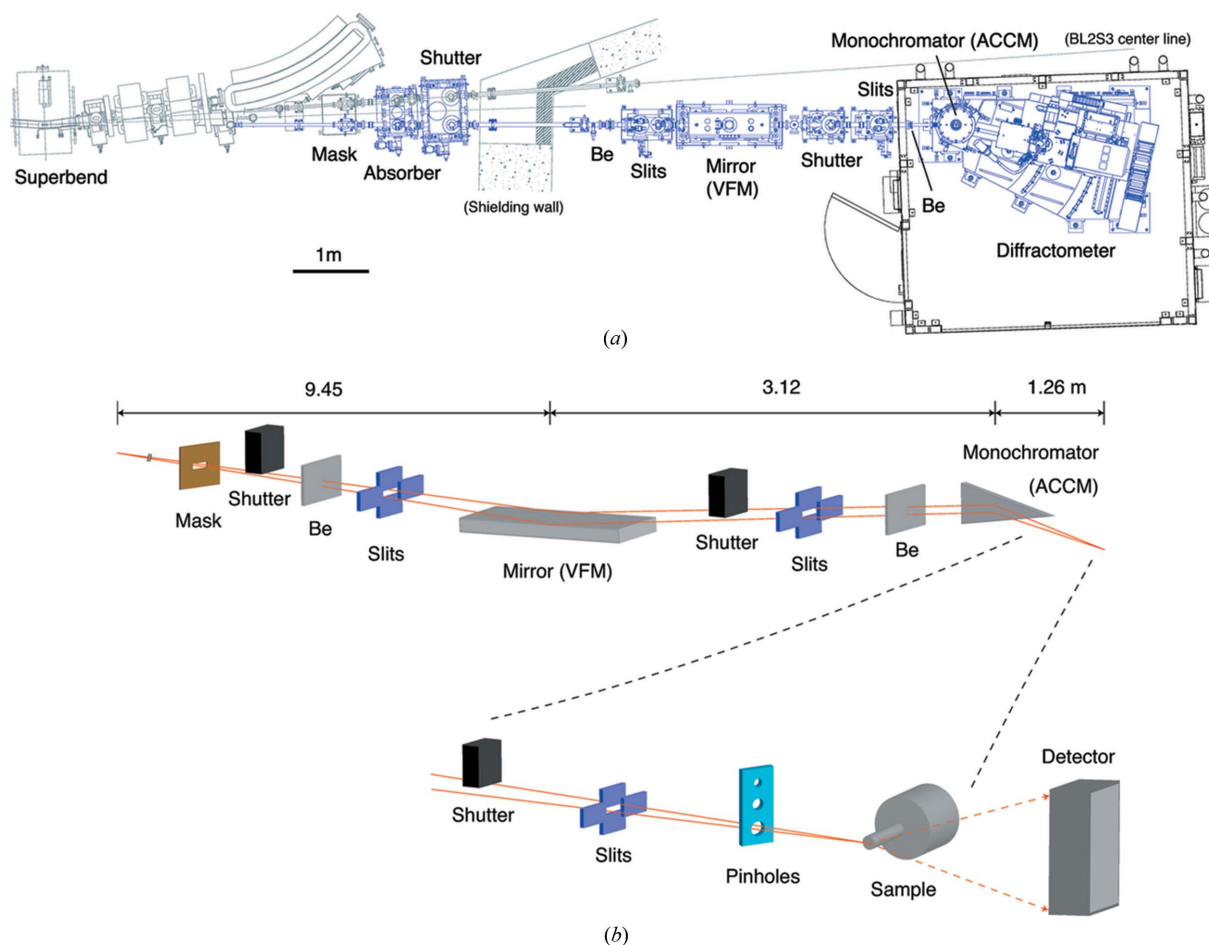 Shutter
Monochromator (ACCM)
(BL2S3 center line)
Slits
Mask
Absorber
Be
Slits
Mirror
(VFM)
Shutter
Be
Superbend
(Shielding wall)
Diffractometer
1m
(a)
9.45
3.12
1.26 m
Monochromator
(ACCM)
Mask
Shutter
Be
Slits
Mirror (VFM)
Shutter
Slits
Be
Detector
Shutter
Slits
Pinholes
Sample
(b)